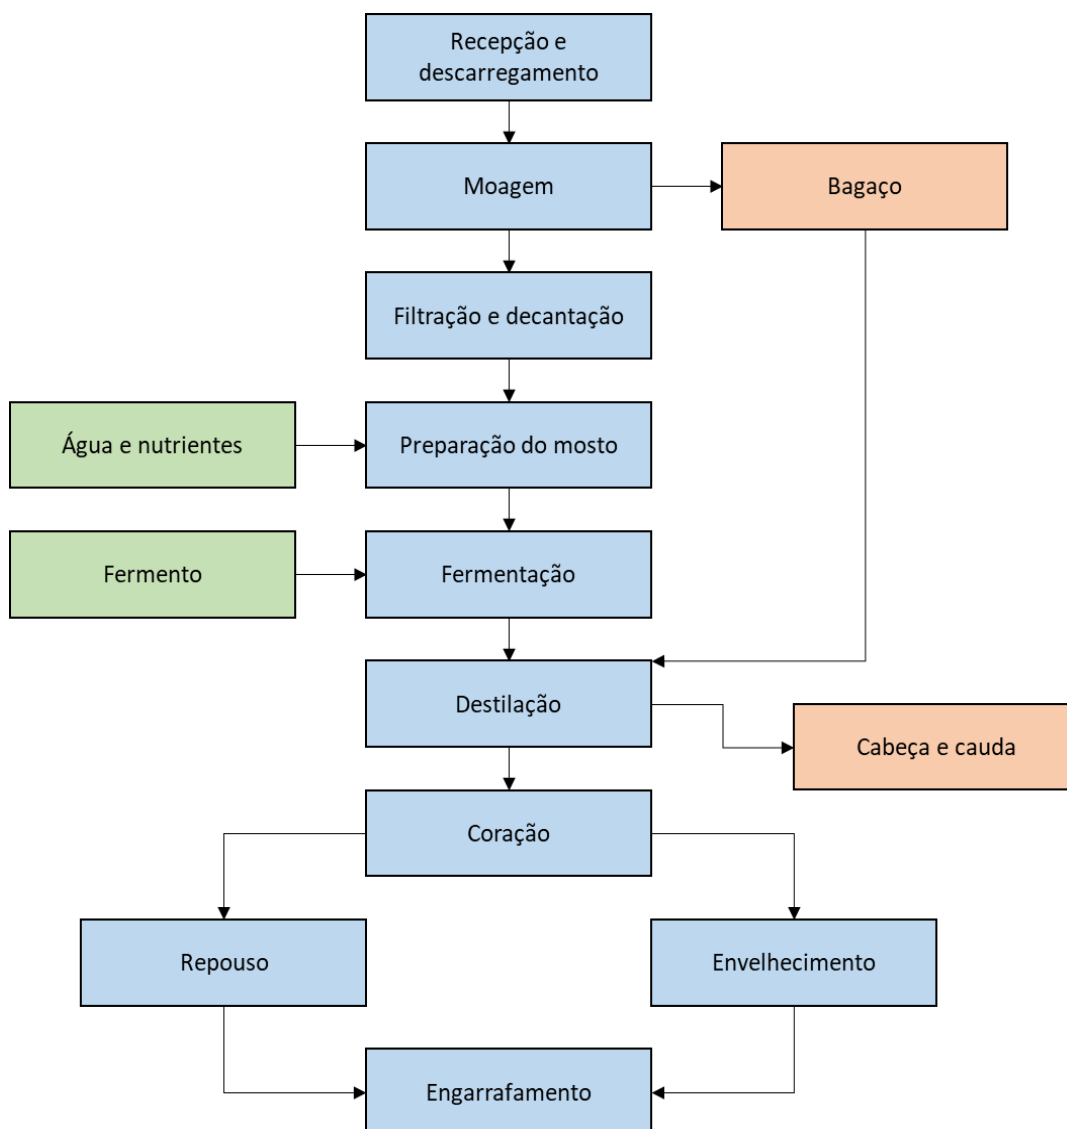 Recepção e
descarregamento
Moagem
Bagaço
Filtração e decantação
Água e nutrientes
Preparação do mosto
Fermento
Fermentação
Destilação
Cabeça e cauda
Coração
Repouso
Envelhecimento
Engarrafamento